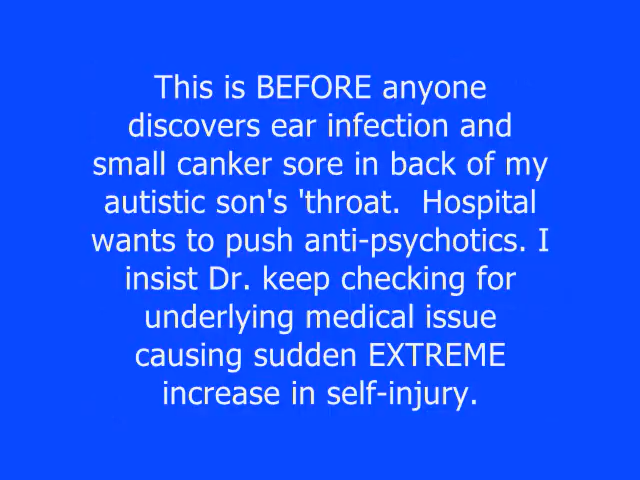 This is BEFORE anyone
discovers ear infection and
small canker sore in back of my
autistic son's 'throat.  Hospital
wants to push anti-psychotics. I
insist Dr. keep checking for
underlying medical issue
causing sudden EXTREME
increase in self-injury.